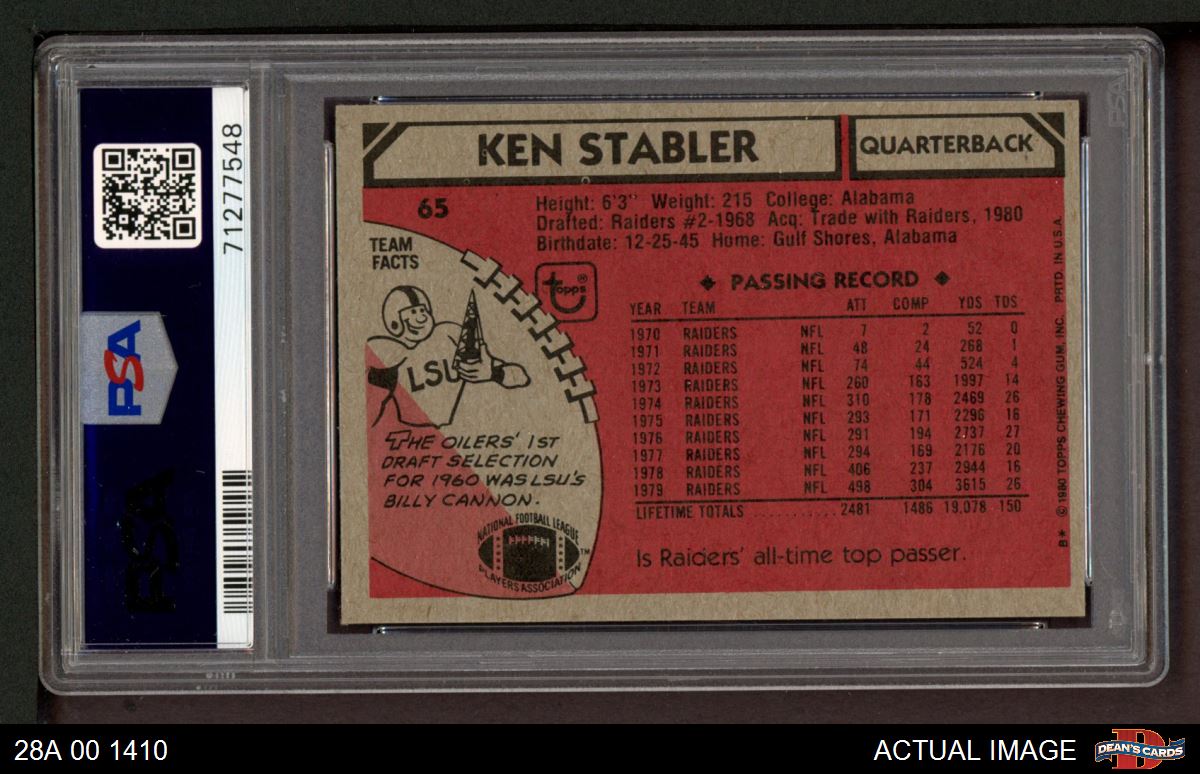 71277548
PSA
PSA
KEN STABLER
QUARTERBACK
65
Height: 6'3" Weight: 215 College: Alabama
Drafted: Raiders #2-1968 Acq: Trade with Raiders, 1980
Birthdate: 12-25-45 Home: Gulf Shores, Alabama
TEAM
FACTS
topps®
LSU
THE OILERS' 1ST
DRAFT SELECTION
FOR 1960 WAS LSU's
BILLY CANNON.
NATIONAL FOOTBALL LEAGUE
PLAYERS ASSOCIATION™
PASSING RECORD
YEAR TEAM ATT COMP YDS TDS
1970 RAIDERS NFL 7 2 52 0
1971 RAIDERS NFL 48 24 268 1
1972 RAIDERS NFL 74 44 524 4
1973 RAIDERS NFL 260 163 1997 14
1974 RAIDERS NFL 310 178 2469 26
1975 RAIDERS NFL 293 171 2296 16
1976 RAIDERS NFL 291 194 2737 27
1977 RAIDERS NFL 294 169 2176 20
1978 RAIDERS NFL 406 237 2944 16
1979 RAIDERS NFL 498 304 3615 26
LIFETIME TOTALS ............ 2481 1486 19,078 150
Is Raiders' all-time top passer.
B* © 1980 TOPPS CHEWING GUM, INC. PRTD. IN U.S.A.
28A 00 1410
ACTUAL IMAGE
DEAN'S CARDS